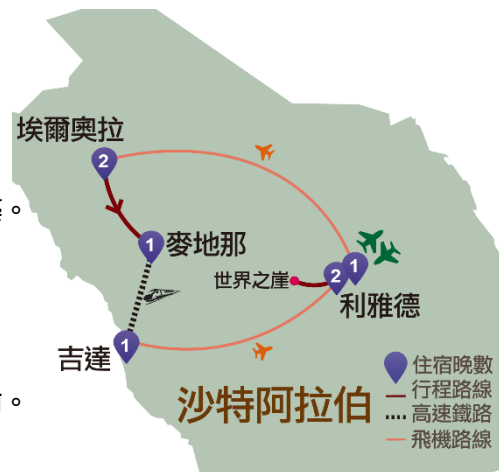 埃爾奧拉
2
。
1
麥地那
世界之崖
2
1
利雅德
1
吉達
沙特阿拉伯
。
住宿晚數
行程路線
高速鐵路
飛機路線